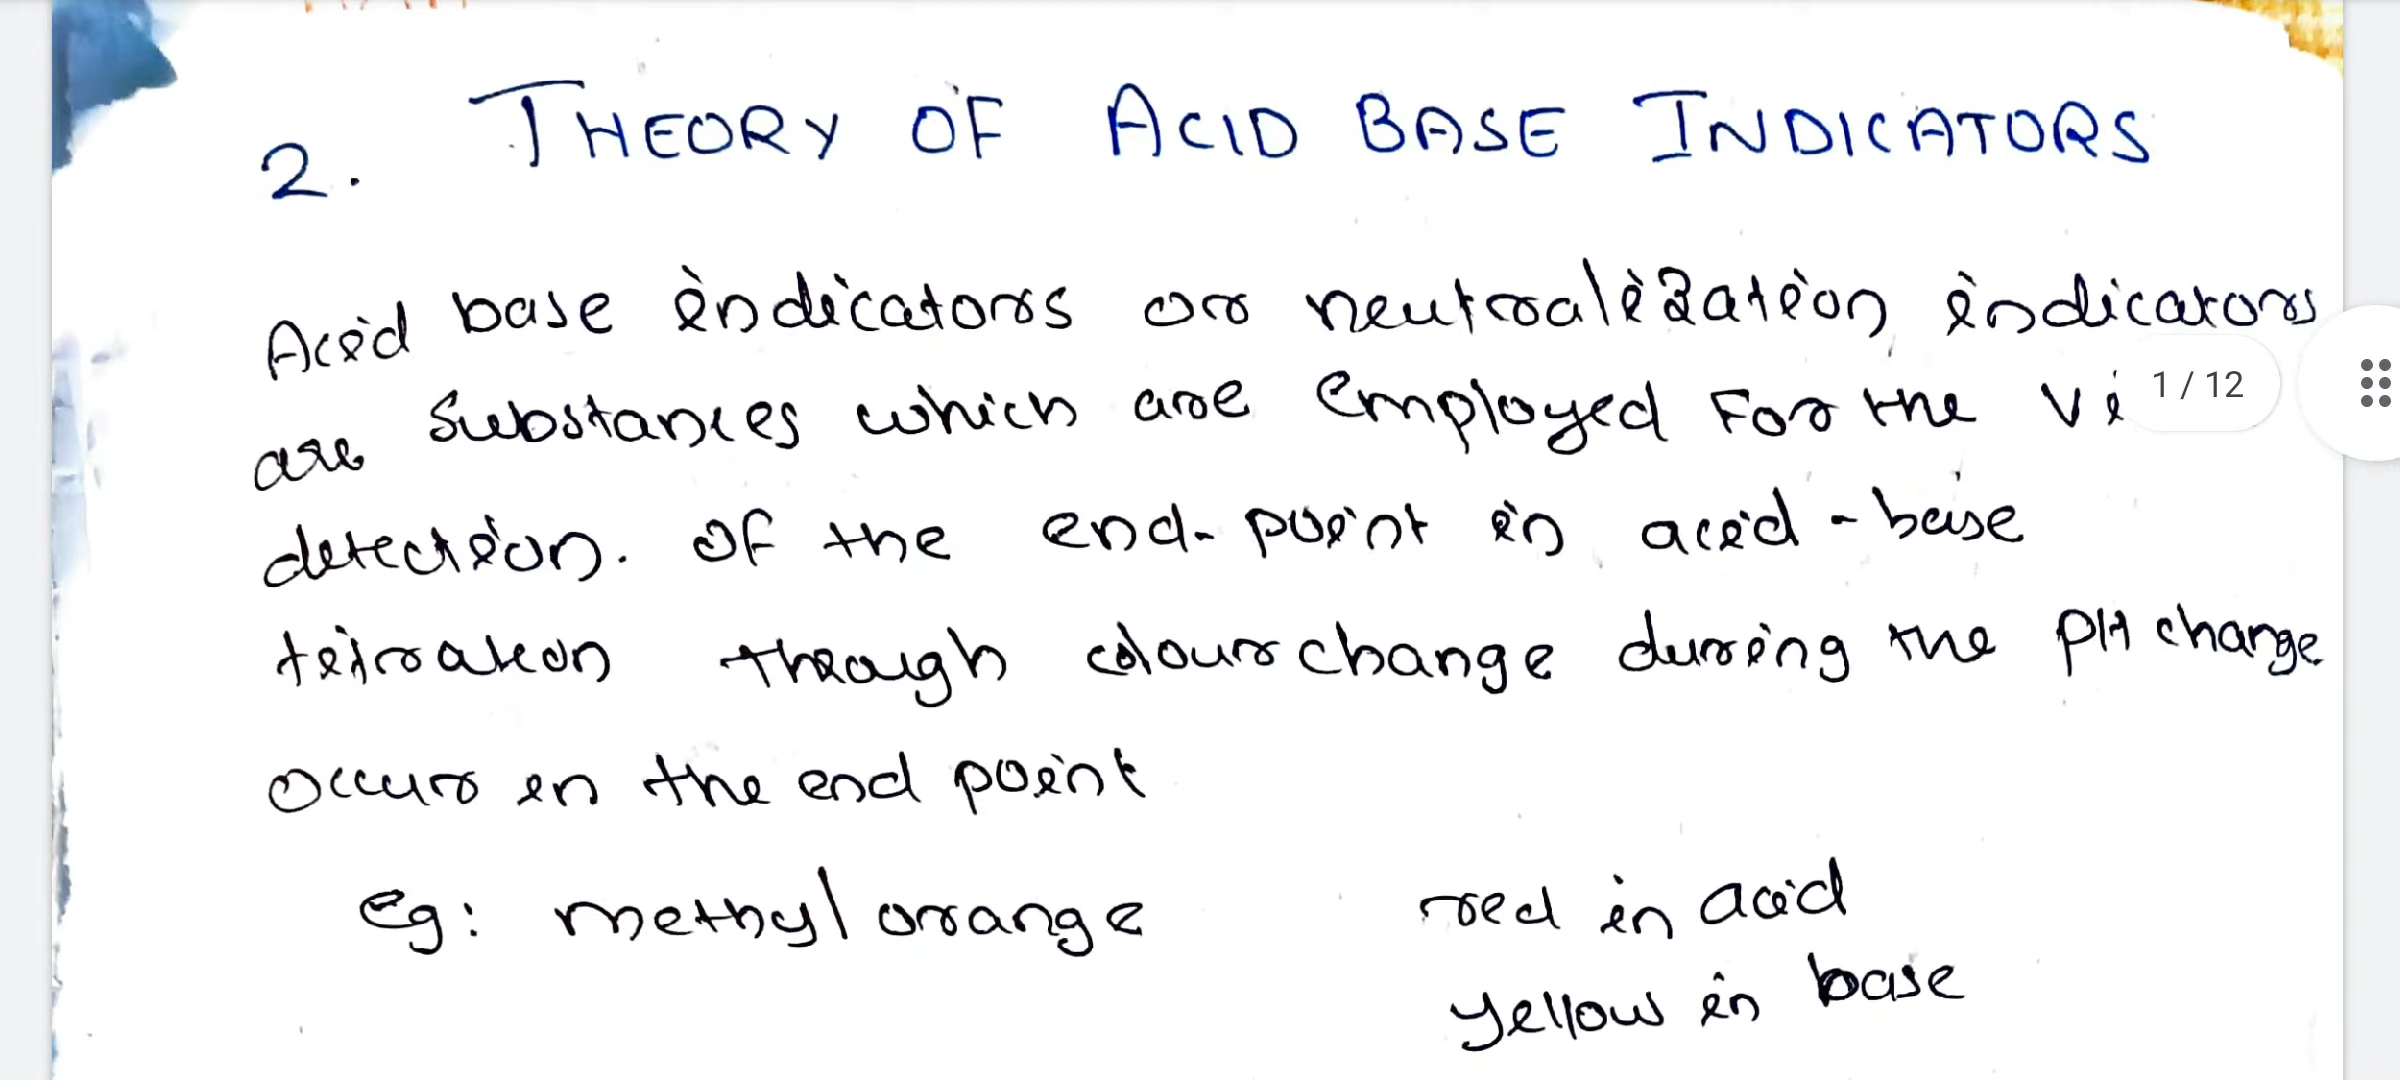 2. THEORY OF ACID BASE INDICATORS
Acid base indicators or neutralization indicators
are substances which are employed For the Vi
1 / 12
detection. of the end-point in acid - base
titration through colour change during the PH change
occur in the end point
eg: methyl orange red in acid
yellow in base